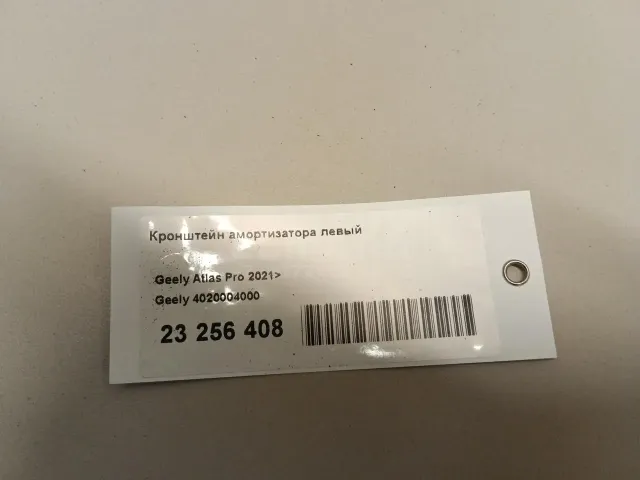 Кронштейн амортизатора левый
Geely Atlas Pro 2021>
Geely 4020004000
23 256 408